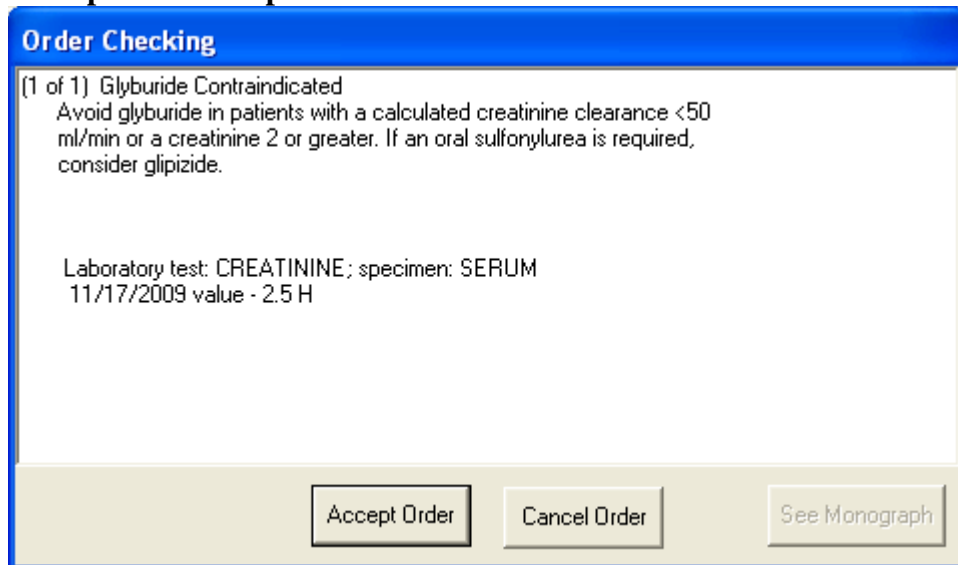 Order Checking
(1 of 1) Glyburide Contraindicated
Avoid glyburide in patients with a calculated creatinine clearance <50
ml/min or a creatinine 2 or greater. If an oral sulfonylurea is required,
consider glipizide.
Laboratory test: CREATININE; specimen: SERUM
11/17/2009 value - 2.5 H
Accept Order Cancel Order See Monograph